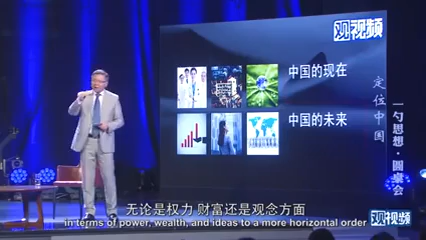 观视频
中国的现在
中国的未来
定位中国
一勺思想·圆桌会
无论是权力 财富还是观念方面
in terms of power, wealth, and ideas to a more horizontal order
观视频